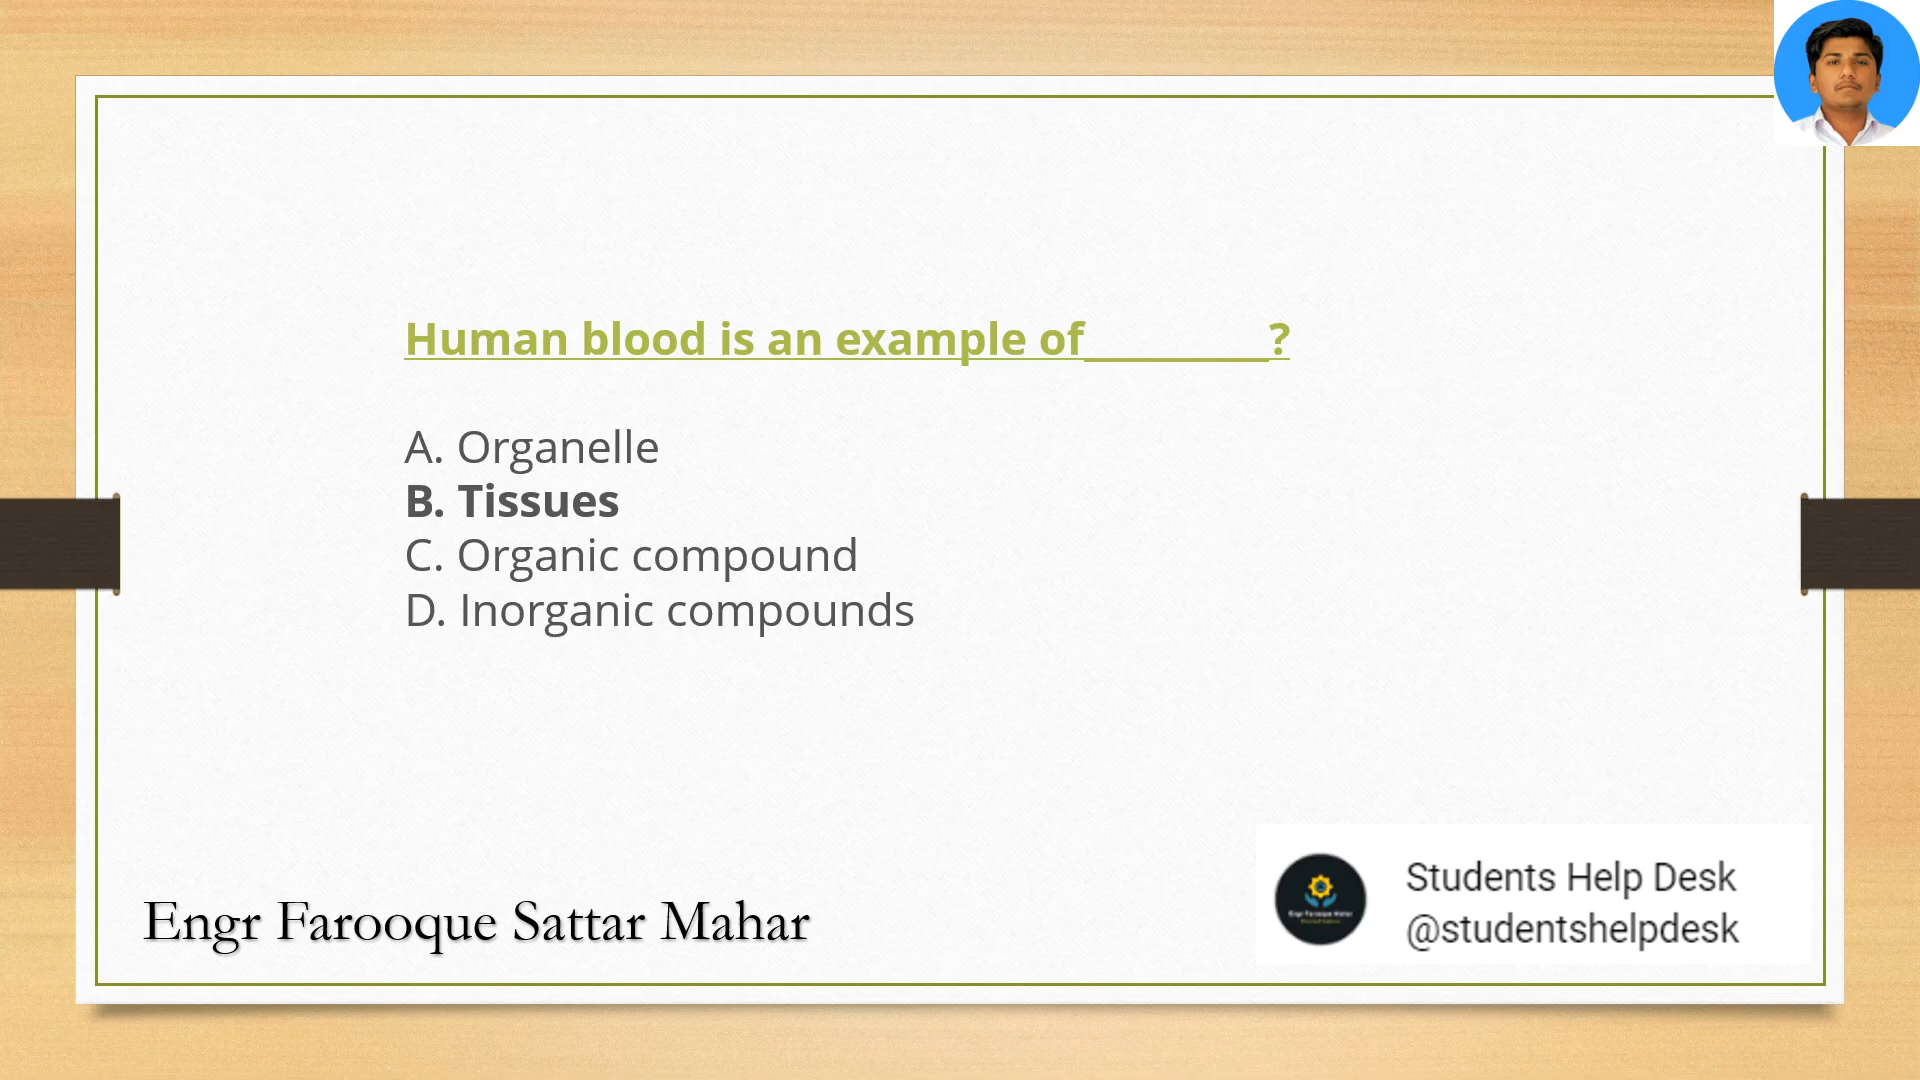 Human blood is an example of________?
A. Organelle
B. Tissues
C. Organic compound
D. Inorganic compounds
Engr Farooque Sattar Mahar
Students Help Desk
@studentshelpdesk